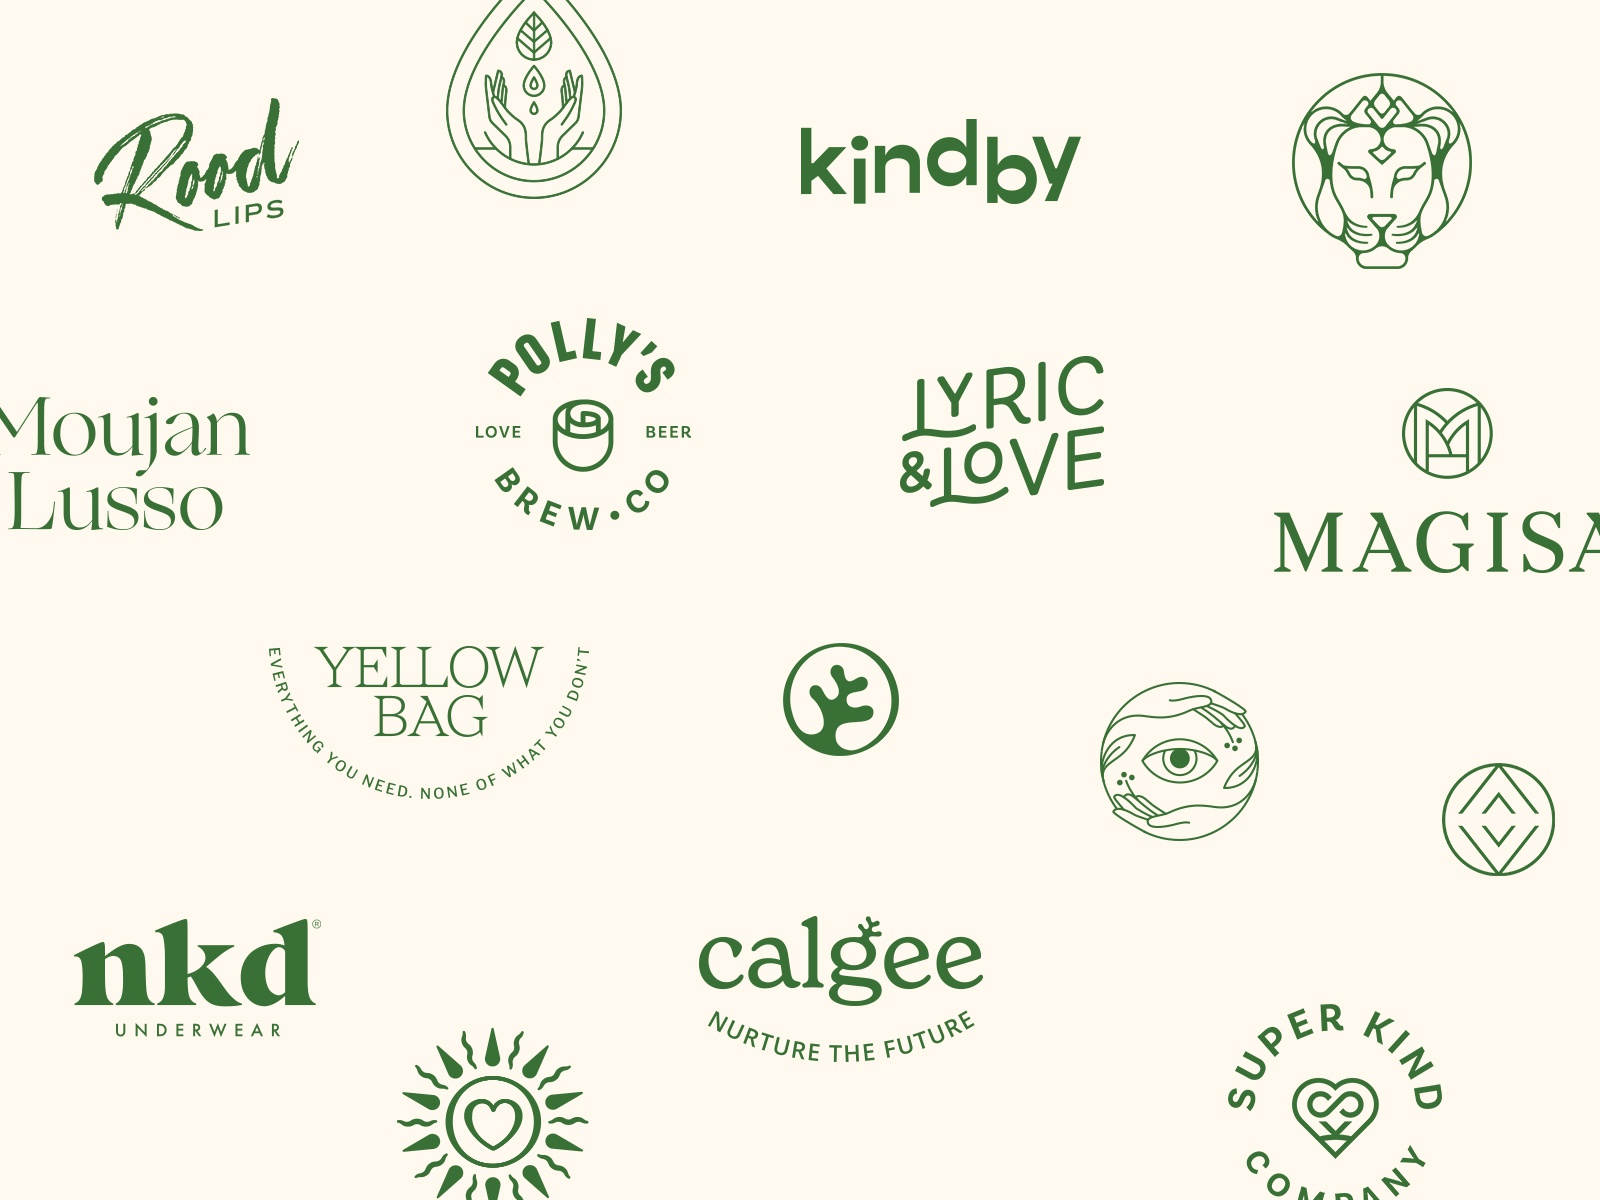 Rood
LIPS
kindby
Moujan
Lusso
POLLY'S
LOVE BEER
BREW • CO
LYRIC
&LOVE
MAGISA
YELLOW
BAG
EVERYTHING YOU NEED. NONE OF WHAT YOU DON'T
nkd®
UNDERWEAR
calgee
NURTURE THE FUTURE
SUPER KIND
COMPANY